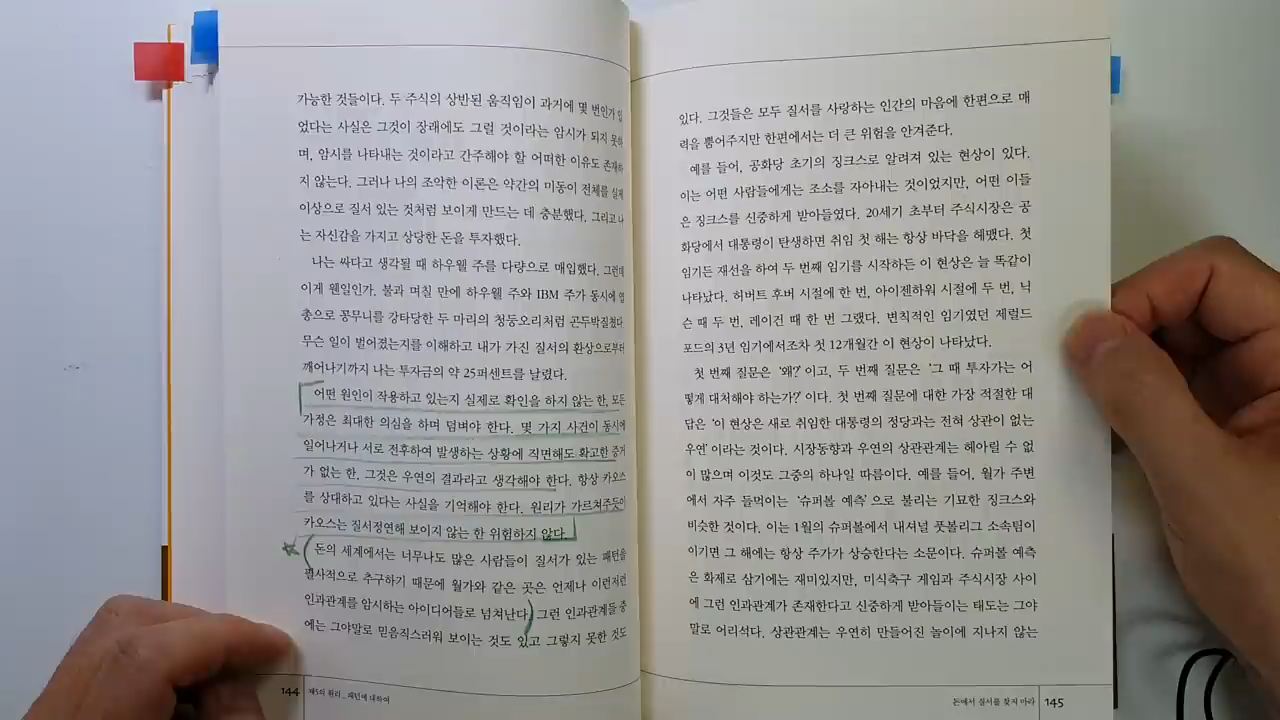 가능한 것들이다. 두 주식의 상반된 움직임이 과거에 몇 번인가 있
었다는 사실은 그것이 장래에도 그럴 것이라는 암시가 되지 못하
며, 암시를 나타내는 것이라고 간주해야 할 어떠한 이유도 존재하
지 않는다. 그러나 나의 조악한 이론은 약간의 미동이 전체를 실제
이상으로 질서 있는 것처럼 보이게 만드는 데 충분했다. 그리고 나
는 자신감을 가지고 상당한 돈을 투자했다.
나는 싸다고 생각될 때 하우웰 주를 다량으로 매입했다. 그런데
이게 웬일인가. 불과 며칠 만에 하우웰 주와 IBM 주가 동시에 엽
총으로 꽁무니를 강타당한 두 마리의 청둥오리처럼 곤두박질쳤다.
무슨 일이 벌어졌는지를 이해하고 내가 가진 질서의 환상으로부터
깨어나기까지 나는 투자금의 약 25퍼센트를 날렸다.
어떤 원인이 작용하고 있는지 실제로 확인을 하지 않는 한, 모든
가정은 최대한 의심을 하며 덤벼야 한다. 몇 가지 사건이 동시에
일어나거나 서로 전후하여 발생하는 상황에 직면해도 확고한 증거
가 없는 한, 그것은 우연의 결과라고 생각해야 한다. 항상 카오스
를 상대하고 있다는 사실을 기억해야 한다. 원리가 가르쳐주듯이
카오스는 질서정연해 보이지 않는 한 위험하지 않다.
돈의 세계에서는 너무나도 많은 사람들이 질서가 있는 패턴을
필사적으로 추구하기 때문에 월가와 같은 곳은 언제나 이런저런
인과관계를 암시하는 아이디어들로 넘쳐난다. 그런 인과관계들 중
에는 그야말로 믿음직스러워 보이는 것도 있고 그렇지 못한 것도
144 제5의 원리_ 패턴에 대하여
있다. 그것들은 모두 질서를 사랑하는 인간의 마음에 한편으로 매
력을 뿜어주지만 한편에서는 더 큰 위험을 안겨준다.
예를 들어, 공화당 초기의 징크스로 알려져 있는 현상이 있다.
이는 어떤 사람들에게는 조소를 자아내는 것이었지만, 어떤 이들
은 징크스를 신중하게 받아들였다. 20세기 초부터 주식시장은 공
화당에서 대통령이 탄생하면 취임 첫 해는 항상 바닥을 헤맸다. 첫
임기든 재선을 하여 두 번째 임기를 시작하든 이 현상은 늘 똑같이
나타났다. 허버트 후버 시절에 한 번, 아이젠하워 시절에 두 번, 닉
슨 때 두 번, 레이건 때 한 번 그랬다. 변칙적인 임기였던 제럴드
포드의 3년 임기에서조차 첫 12개월간 이 현상이 나타났다.
첫 번째 질문은 '왜?' 이고, 두 번째 질문은 '그 때 투자가는 어
떻게 대처해야 하는가?' 이다. 첫 번째 질문에 대한 가장 적절한 대
답은 '이 현상은 새로 취임한 대통령의 정당과는 전혀 상관이 없는
우연' 이라는 것이다. 시장동향과 우연의 상관관계는 헤아릴 수 없
이 많으며 이것도 그중의 하나일 따름이다. 예를 들어, 월가 주변
에서 자주 들먹이는 '슈퍼볼 예측' 으로 불리는 기묘한 징크스와
비슷한 것이다. 이는 1월의 슈퍼볼에서 내셔널 풋볼리그 소속팀이
이기면 그 해에는 항상 주가가 상승한다는 소문이다. 슈퍼볼 예측
은 화제로 삼기에는 재미있지만, 미식축구 게임과 주식시장 사이
에 그런 인과관계가 존재한다고 신중하게 받아들이는 태도는 그야
말로 어리석다. 상관관계는 우연히 만들어진 놀이에 지나지 않는
돈에서 질서를 찾지 마라 145